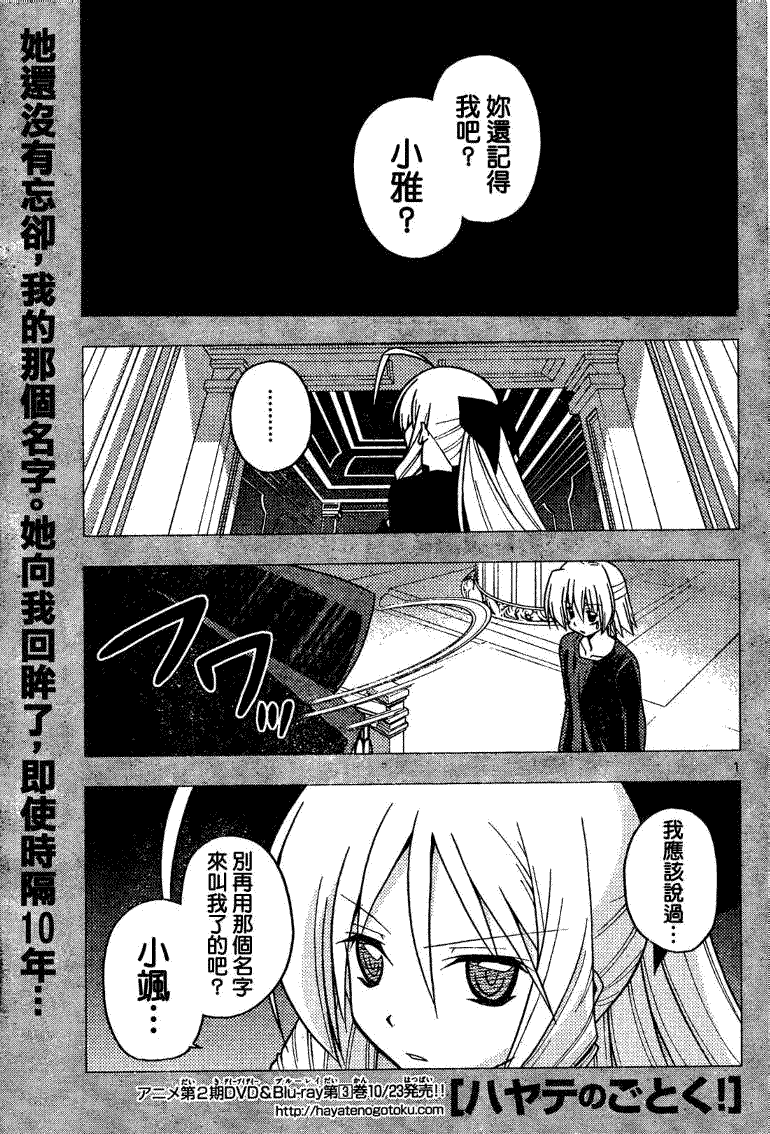 她還沒有忘卻，我的那個名字。她向我回眸了，即使時隔10年…
妳還記得
我吧？
小雅？
………
フワッ
1
我應該說過…
別再用那個名字
來叫我了的吧？
小颯…
アニメ第2期DVD&Blu-ray第3巻10/23発売!!
http://hayatenogotoku.com/
[ハヤテのごとく!]